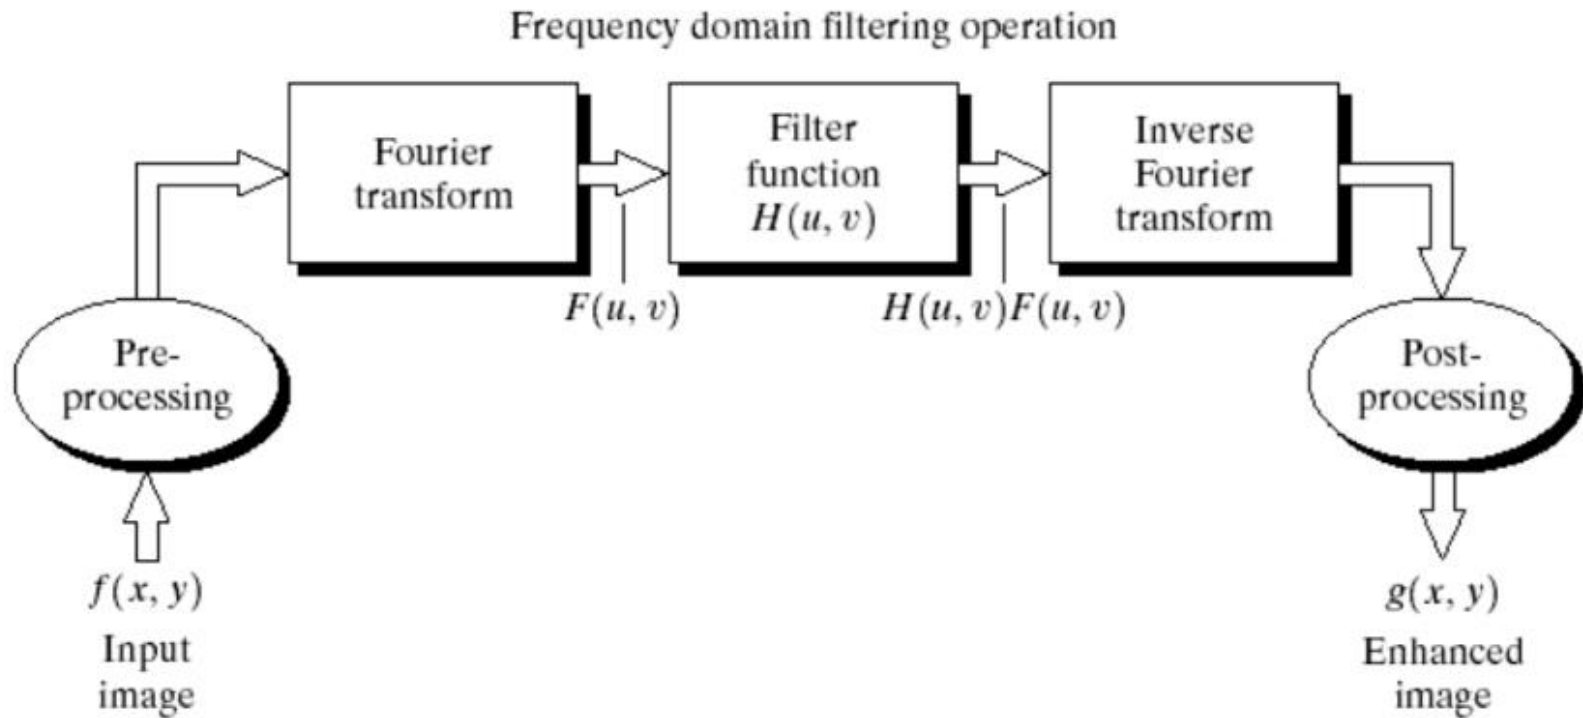 Frequency domain filtering operation
Fourier
transform
Filter
function
H(u, v)
Inverse
Fourier
transform
F(u, v)
H(u, v)F(u, v)
Pre-
processing
Post-
processing
f(x, y)
Input
image
g(x, y)
Enhanced
image